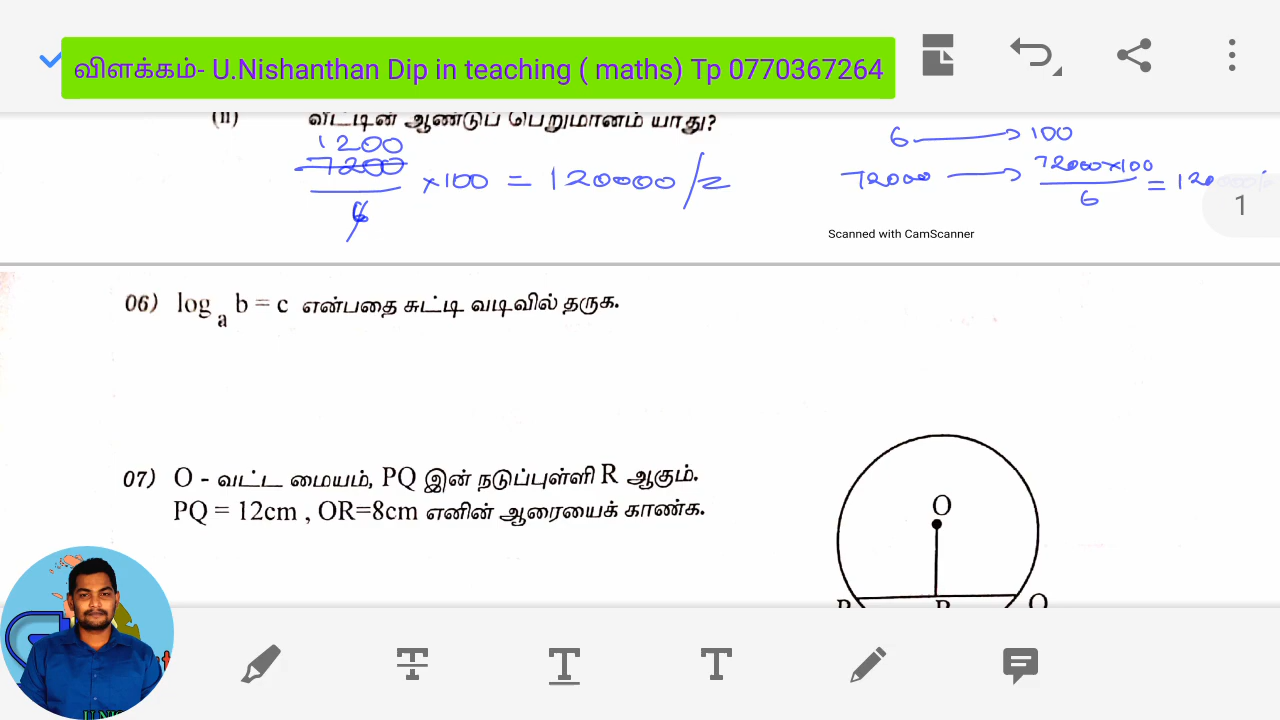 விளக்கம்- U.Nishanthan Dip in teaching ( maths) Tp 0770367264
(ii) வீட்டின் ஆண்டுப் பெறுமானம் யாது?
1200
7200
6
×100 = 120000/=
6 → 100
72000 → 72000×100
6
=
1
Scanned with CamScanner
06) log a b = c என்பதை சுட்டி வடிவில் தருக.
07) O - வட்ட மையம், PQ இன் நடுப்புள்ளி R ஆகும்.
PQ = 12cm , OR=8cm எனின் ஆரையைக் காண்க.
O
P R Q